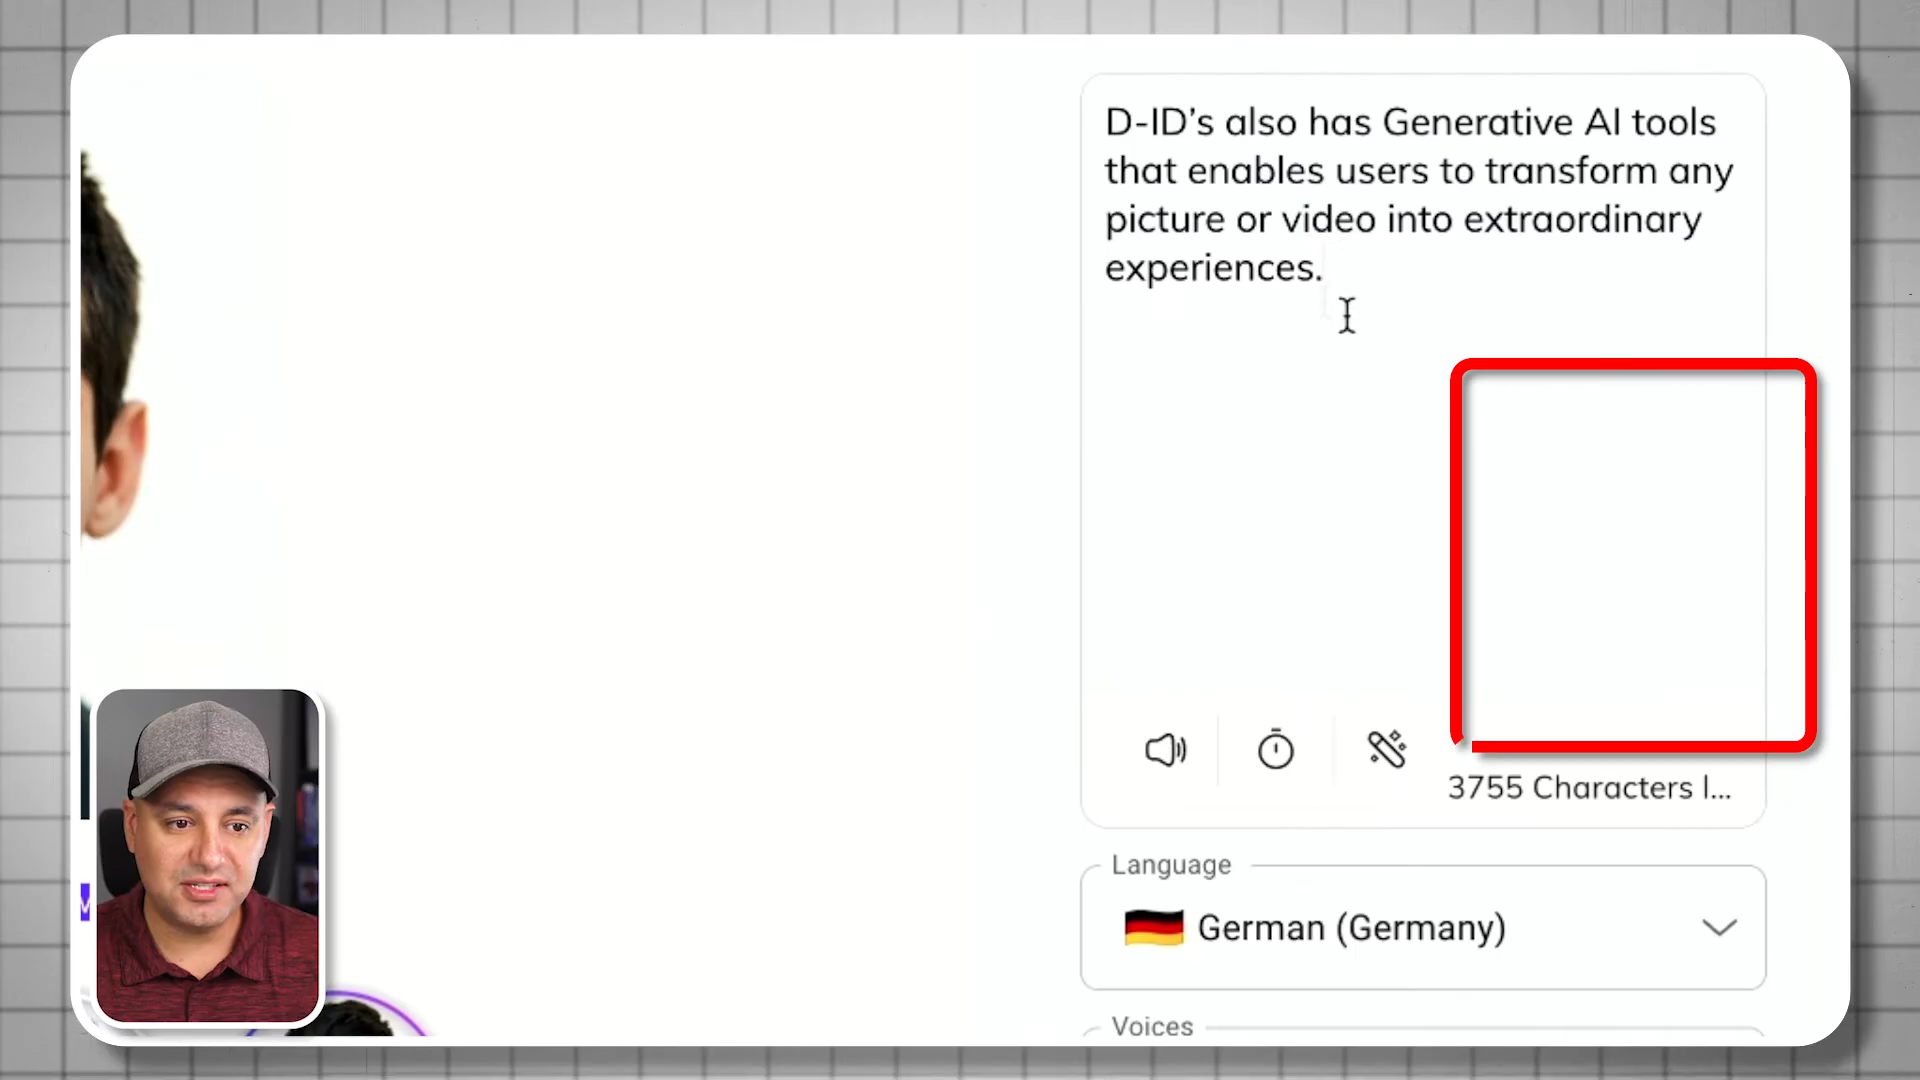 D-ID’s also has Generative AI tools
that enables users to transform any
picture or video into extraordinary
experiences.
3755 Characters l...
Language
German (Germany)
Voices